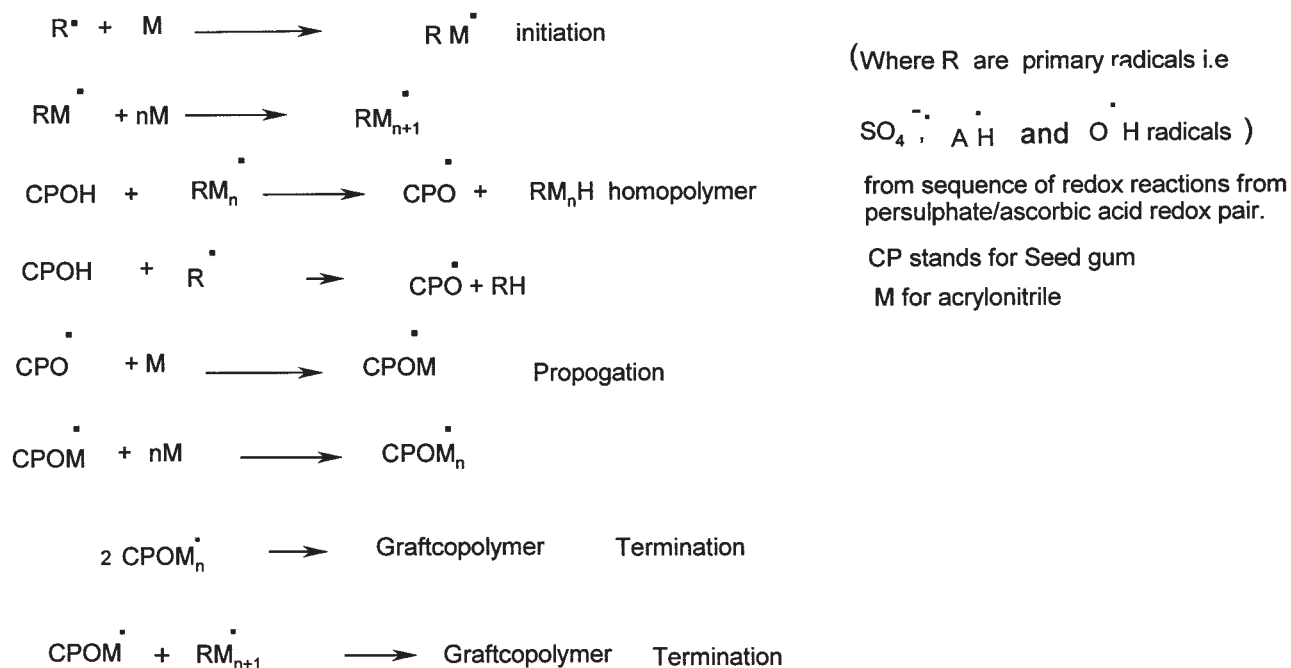 R• + M ⟶ RM• initiation
RM• + nM ⟶ RMₙ₊₁•
CPOH + RMₙ• ⟶ CPO• + RMₙH homopolymer
CPOH + R• → CPO• + RH
CPO• + M ⟶ CPOM• Propogation
CPOM• + nM ⟶ CPOMₙ•
2 CPOMₙ• → Graftcopolymer Termination
CPOM• + RMₙ₊₁• ⟶ Graftcopolymer Termination
(Where R are primary radicals i.e
SO₄⁻•, AH• and O•H radicals )
from sequence of redox reactions from
persulphate/ascorbic acid redox pair.
CP stands for Seed gum
M for acrylonitrile